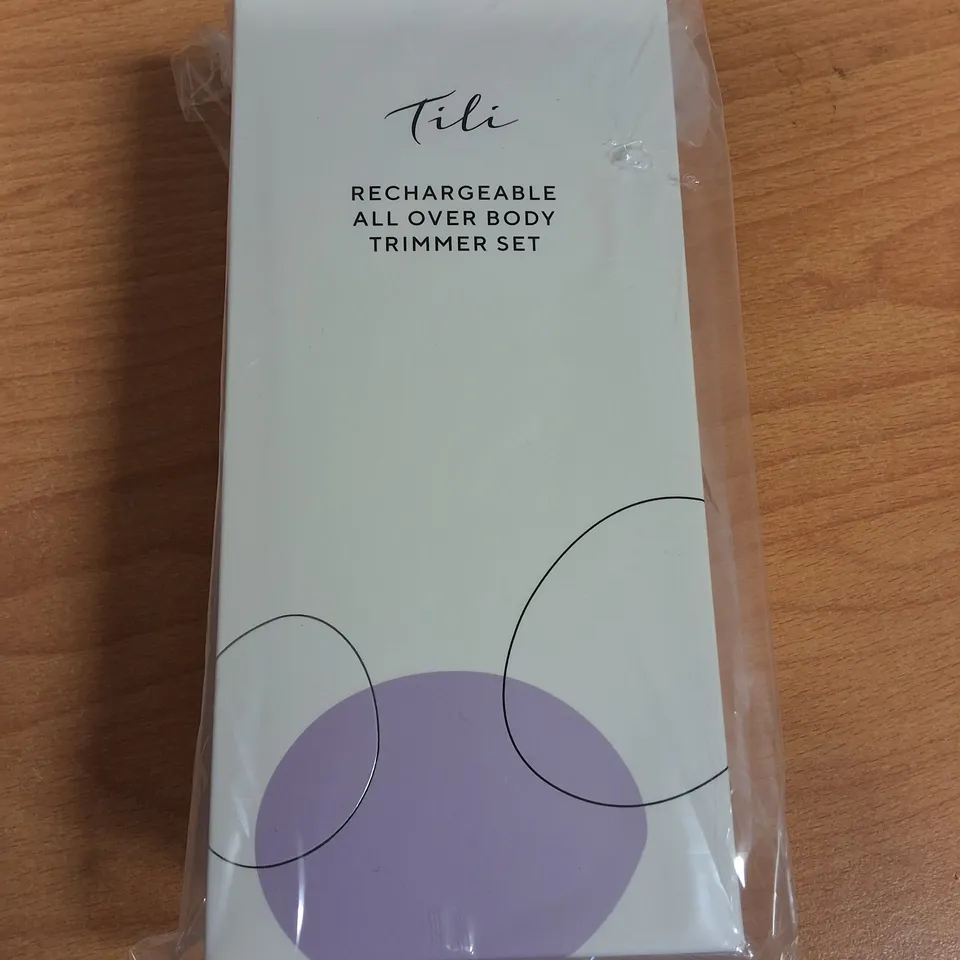 Tili
RECHARGEABLE
ALL OVER BODY
TRIMMER SET